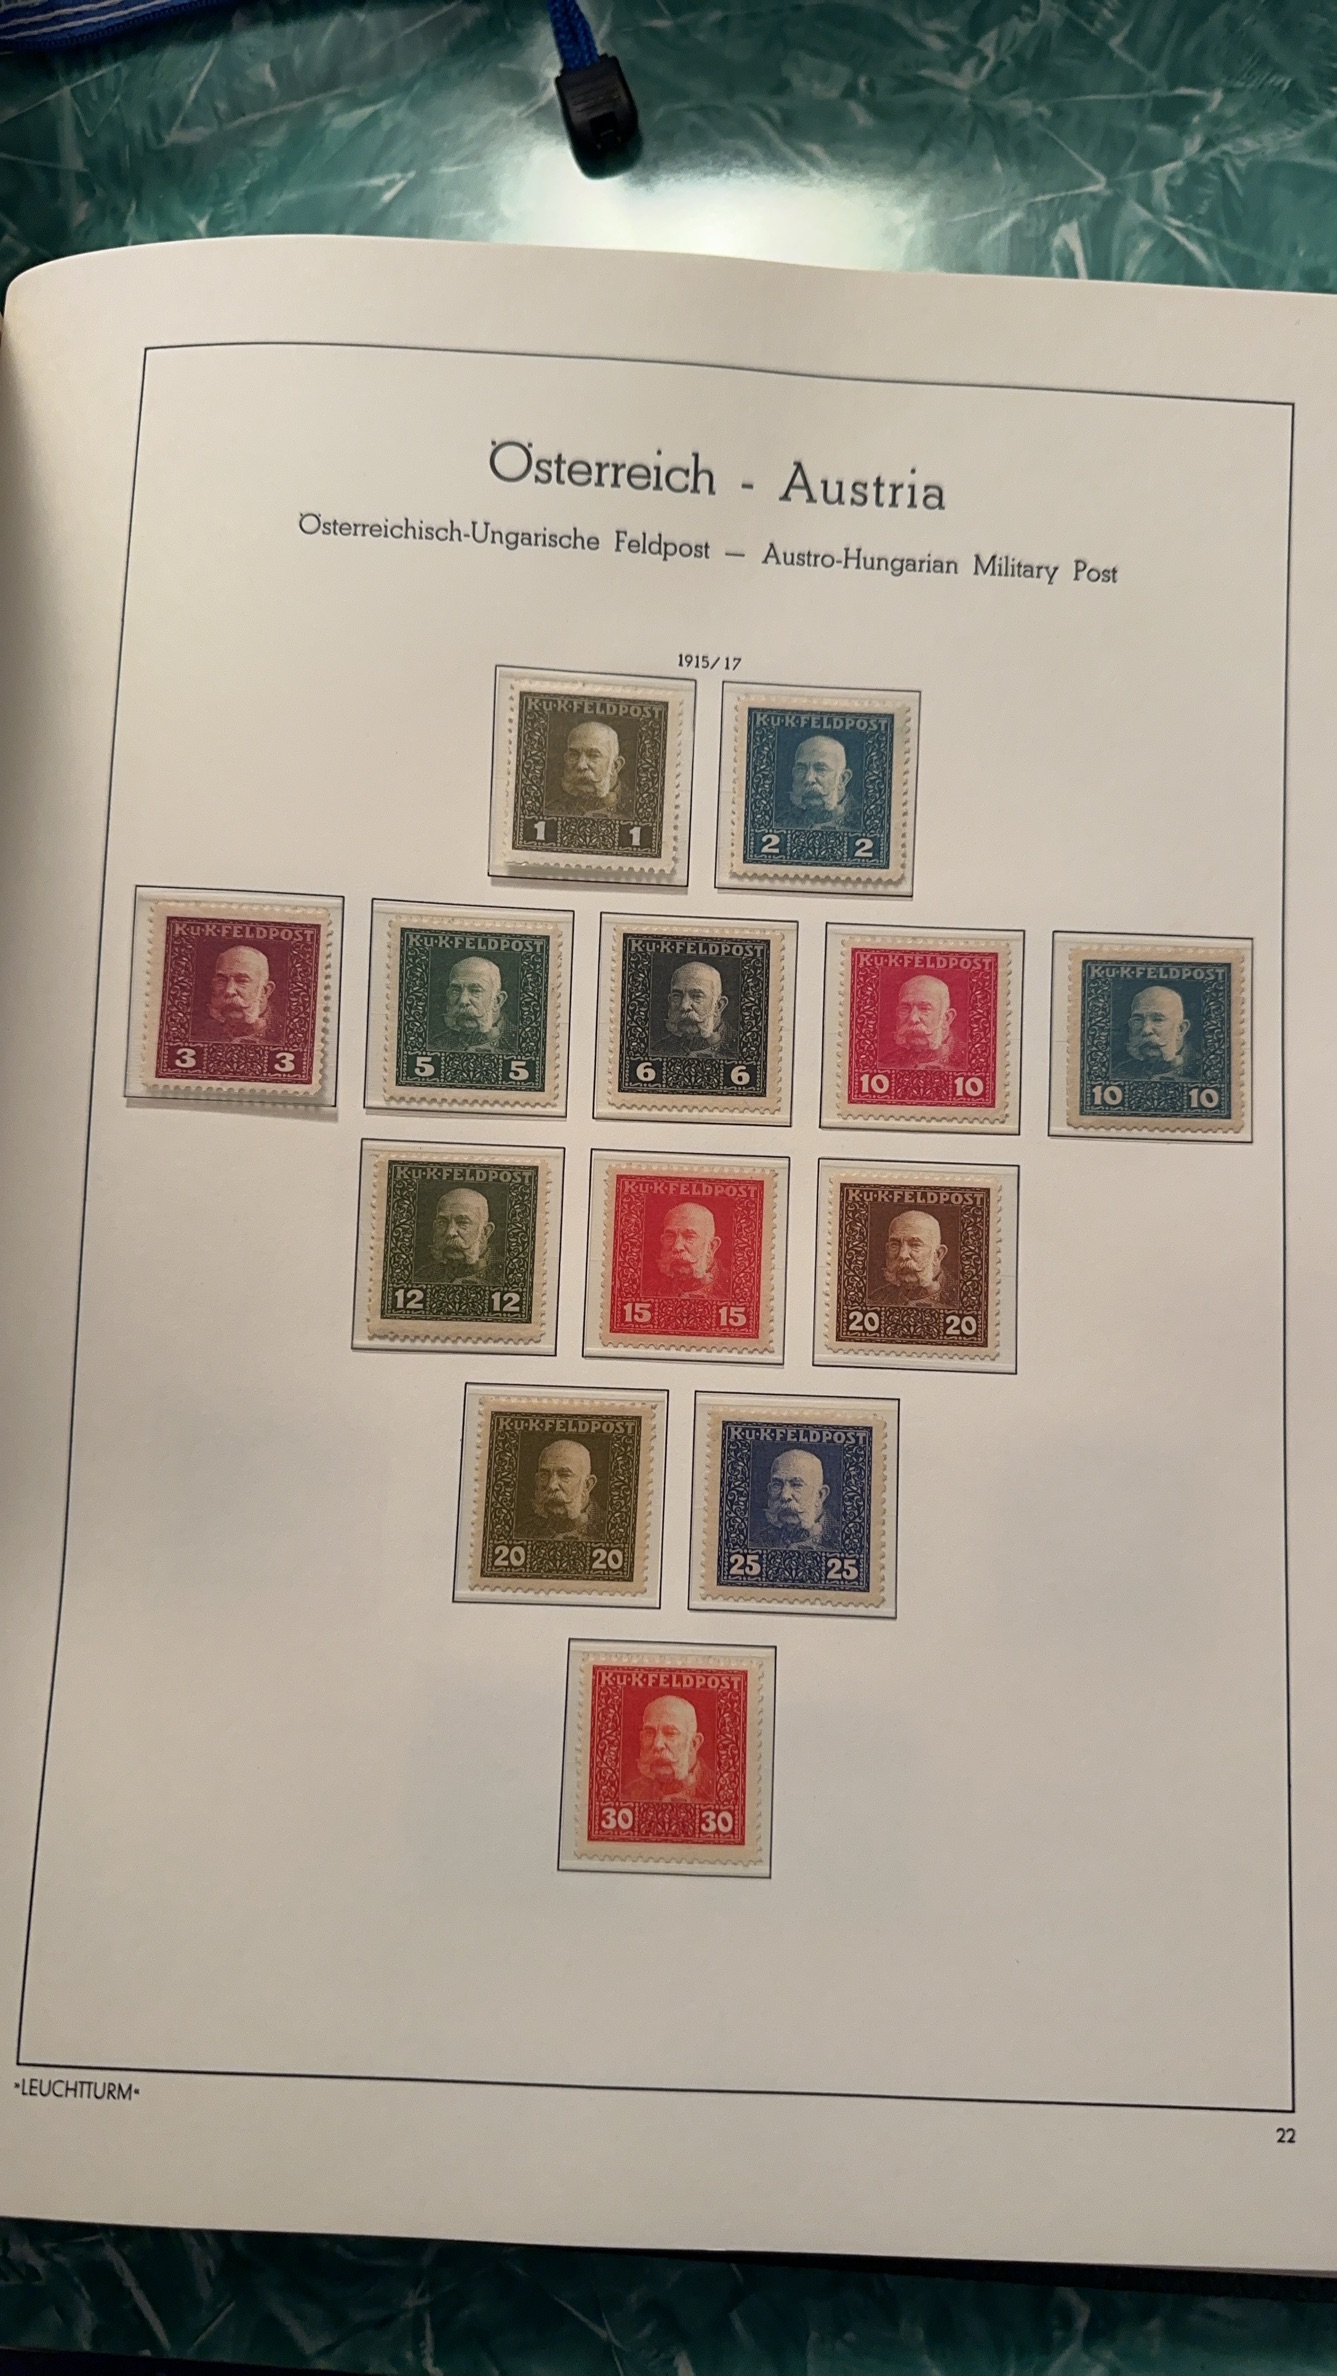 Österreich - Austria
Österreichisch-Ungarische Feldpost — Austro-Hungarian Military Post
1915/17
K·u·K·FELDPOST
1 1
K·u·K·FELDPOST
2 2
K·u·K·FELDPOST
3 3
K·u·K·FELDPOST
5 5
K·u·K·FELDPOST
6 6
K·u·K·FELDPOST
10 10
K·u·K·FELDPOST
10 10
K·u·K·FELDPOST
12 12
K·u·K·FELDPOST
15 15
K·u·K·FELDPOST
20 20
K·u·K·FELDPOST
20 20
K·u·K·FELDPOST
25 25
K·u·K·FELDPOST
30 30
»LEUCHTTURM«
22